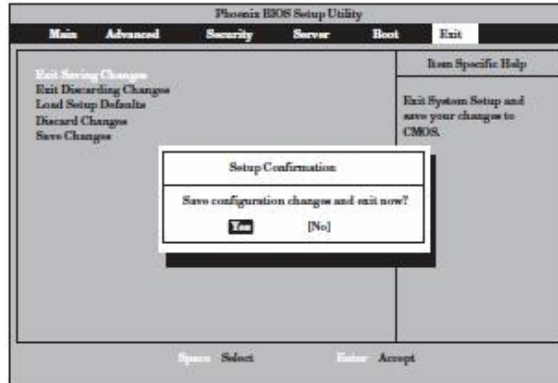 Phoenix BIOS Setup Utility
Main Advanced Security Server Boot Exit
Exit Saving Changes
Exit Discarding Changes
Load Setup Defaults
Discard Changes
Save Changes
Item Specific Help
Exit System Setup and
save your changes to
CMOS.
Setup Confirmation
Save configuration changes and exit now?
Yes [No]
Space Select Enter Accept